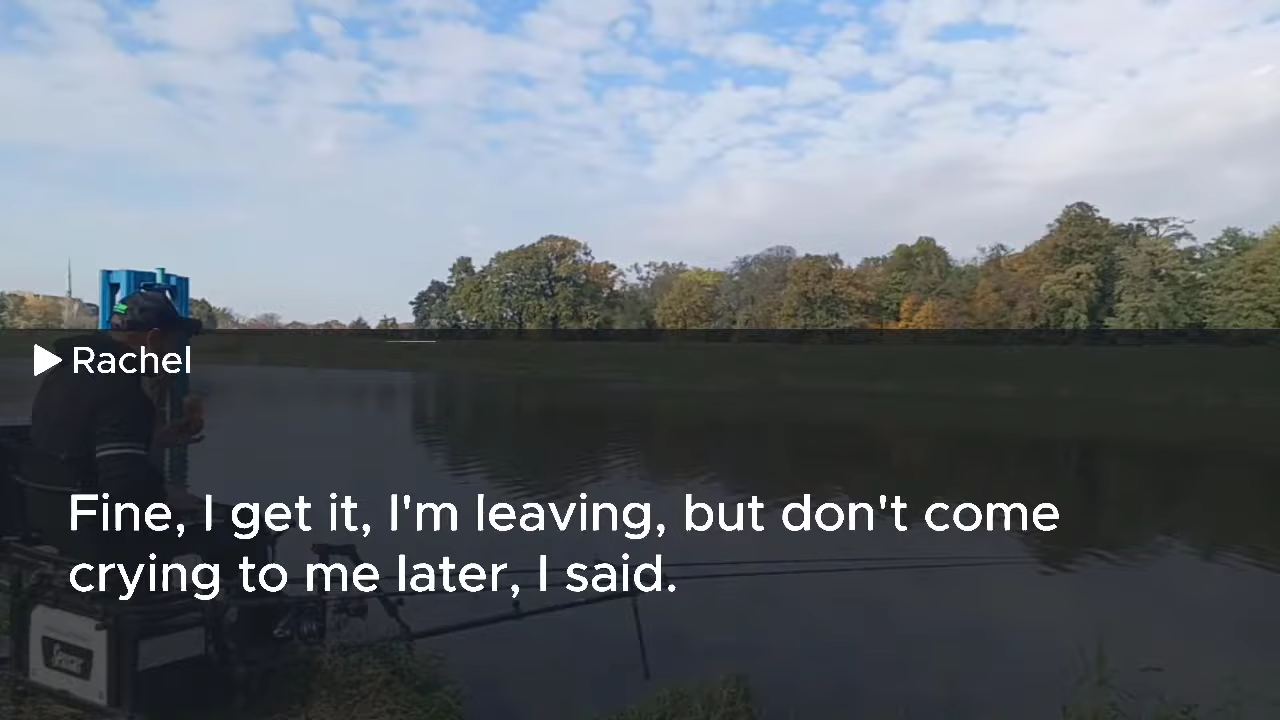 Rachel
Fine, I get it, I'm leaving, but don't come
crying to me later, I said.